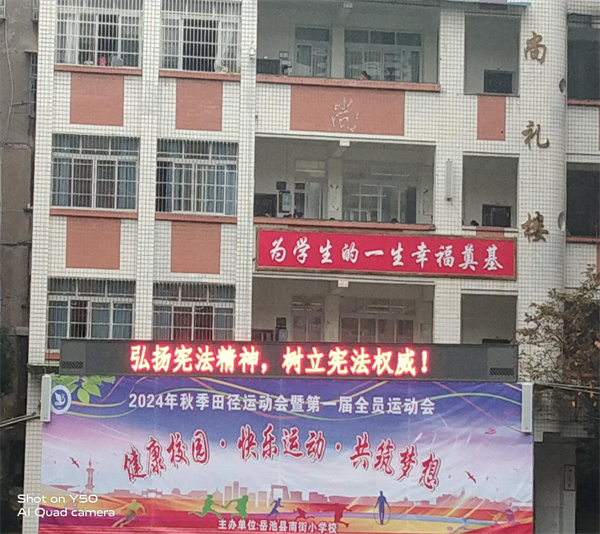 尚礼楼
尚
为学生的一生幸福奠基
弘扬宪法精神，树立宪法权威！
2024年秋季田径运动会暨第一届全员运动会
健康校园·快乐运动·共筑梦想
主办单位:岳池县南街小学校
Shot on Y50
AI Quad camera